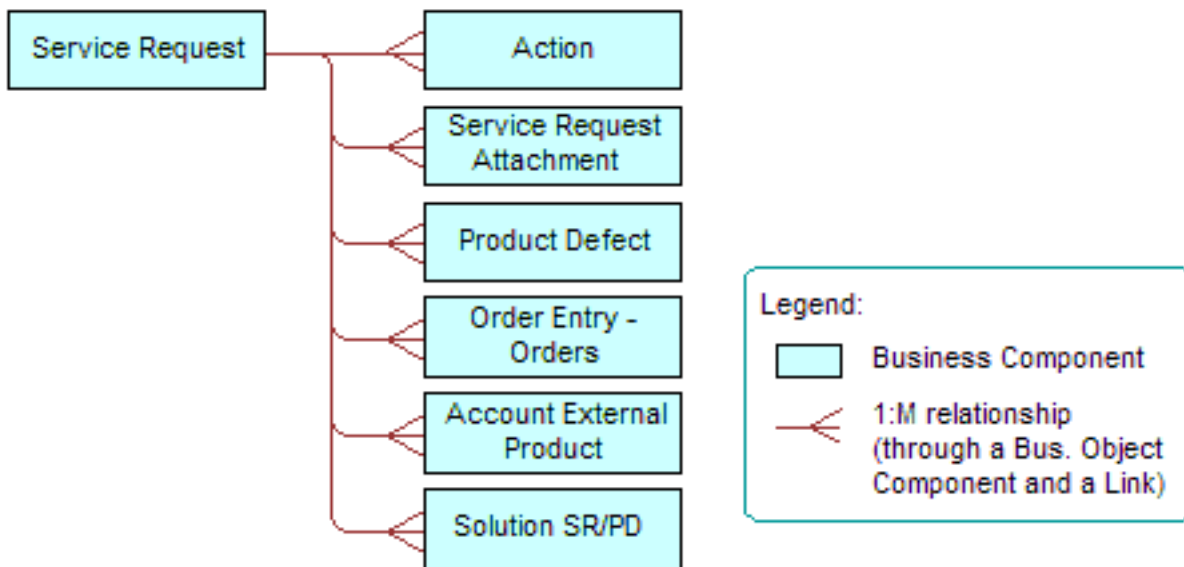 Service Request
Action
Service Request
Attachment
Product Defect
Order Entry -
Orders
Account External
Product
Solution SR/PD
Legend:
Business Component
1:M relationship
(through a Bus. Object
Component and a Link)